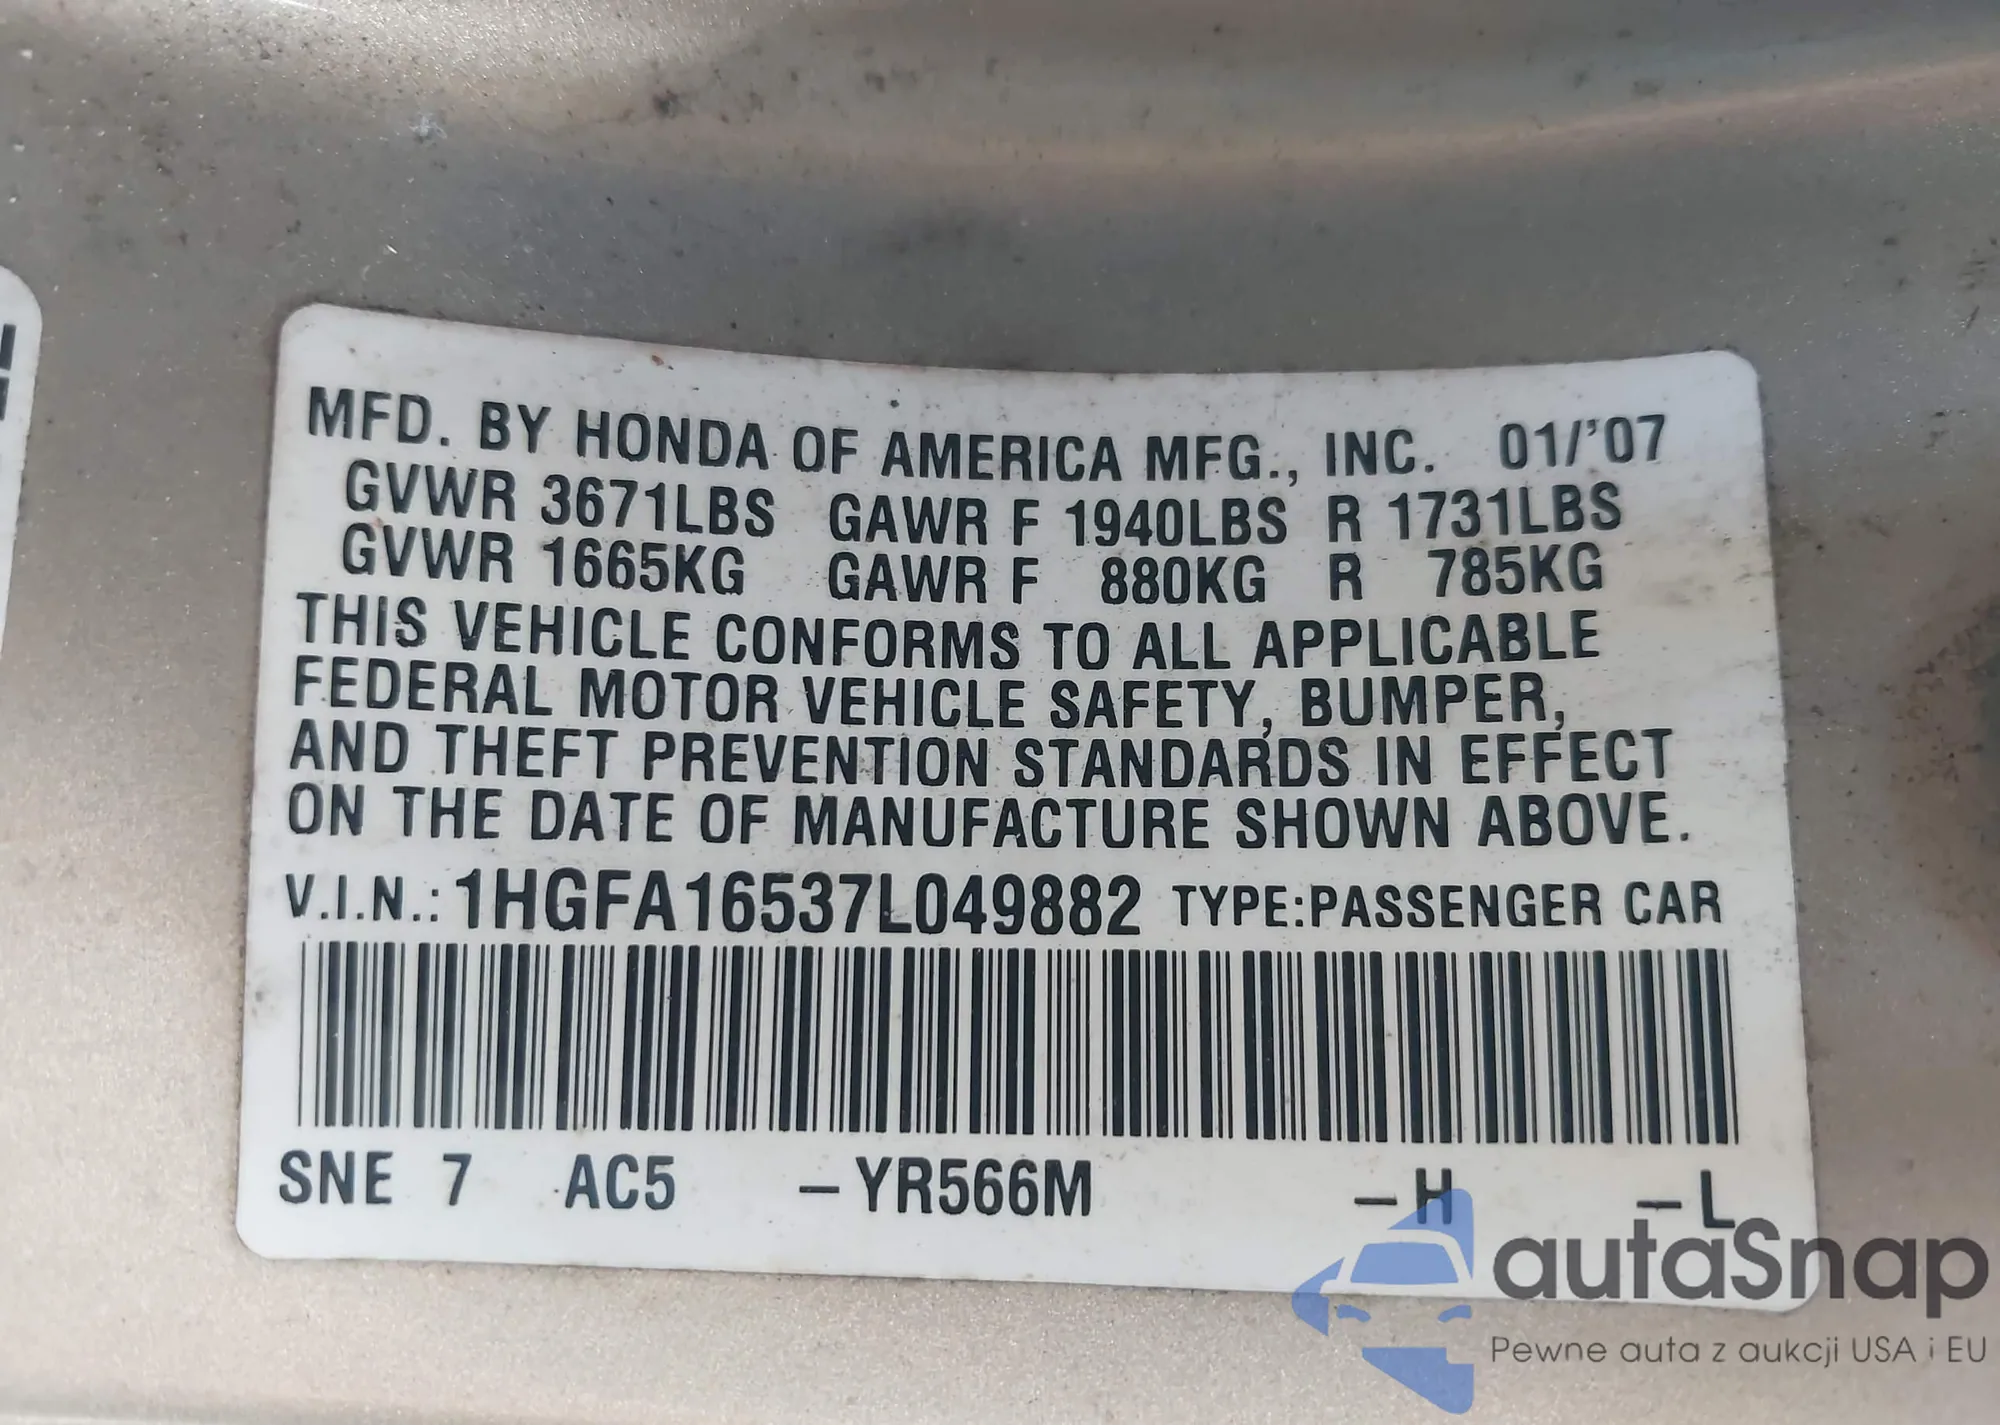 MFD. BY HONDA OF AMERICA MFG., INC. 01/'07
GVWR 3671LBS GAWR F 1940LBS R 1731LBS
GVWR 1665KG GAWR F 880KG R 785KG
THIS VEHICLE CONFORMS TO ALL APPLICABLE
FEDERAL MOTOR VEHICLE SAFETY, BUMPER,
AND THEFT PREVENTION STANDARDS IN EFFECT
ON THE DATE OF MANUFACTURE SHOWN ABOVE.
V.I.N.: 1HGFA16537L049882 TYPE:PASSENGER CAR
SNE 7 AC5 –YR566M –H –L
autaSnap
Pewne auta z aukcji USA i EU